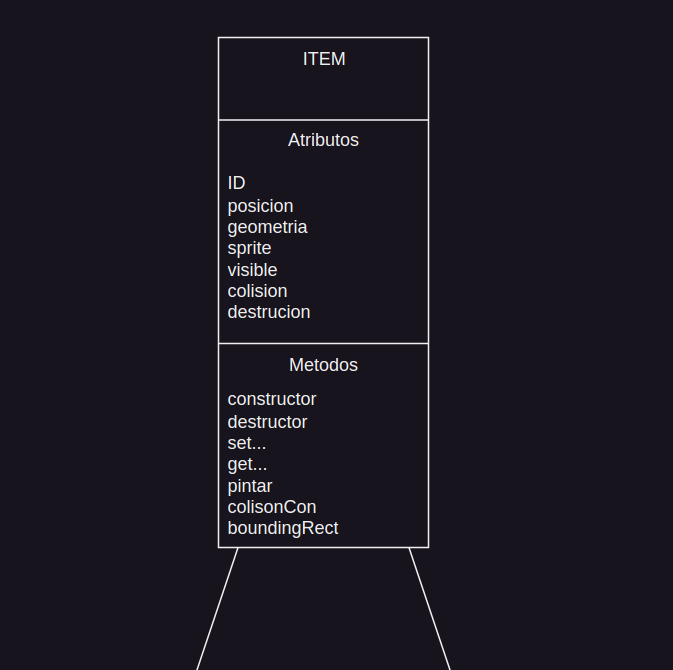 ITEM
Atributos
ID
posicion
geometria
sprite
visible
colision
destrucion
Metodos
constructor
destructor
set...
get...
pintar
colisonCon
boundingRect